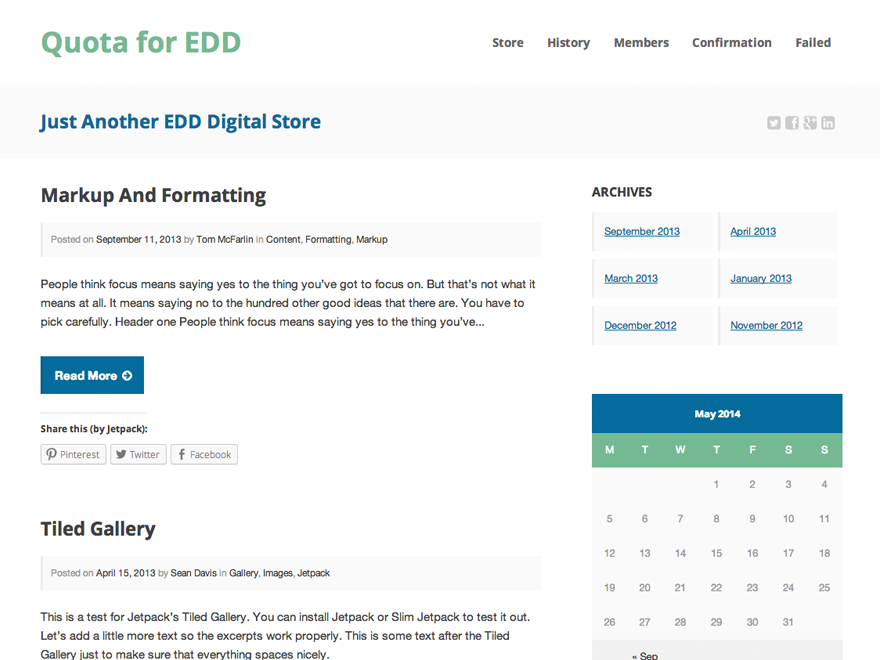 Quota for EDD
Store History Members Confirmation Failed
Just Another EDD Digital Store
Markup And Formatting
Posted on September 11, 2013 by Tom McFarlin in Content, Formatting, Markup
People think focus means saying yes to the thing you've got to focus on. But that's not what it
means at all. It means saying no to the hundred other good ideas that there are. You have to
pick carefully. Header one People think focus means saying yes to the thing you've...
Read More
Share this (by Jetpack):
Pinterest Twitter Facebook
Tiled Gallery
Posted on April 15, 2013 by Sean Davis in Gallery, Images, Jetpack
This is a test for Jetpack's Tiled Gallery. You can install Jetpack or Slim Jetpack to test it out.
Let's add a little more text so the excerpts work properly. This is some text after the Tiled
Gallery just to make sure that everything spaces nicely.
ARCHIVES
September 2013 April 2013
March 2013 January 2013
December 2012 November 2012
May 2014
M T W T F S S
1 2 3 4
5 6 7 8 9 10 11
12 13 14 15 16 17 18
19 20 21 22 23 24 25
26 27 28 29 30 31
« Sep